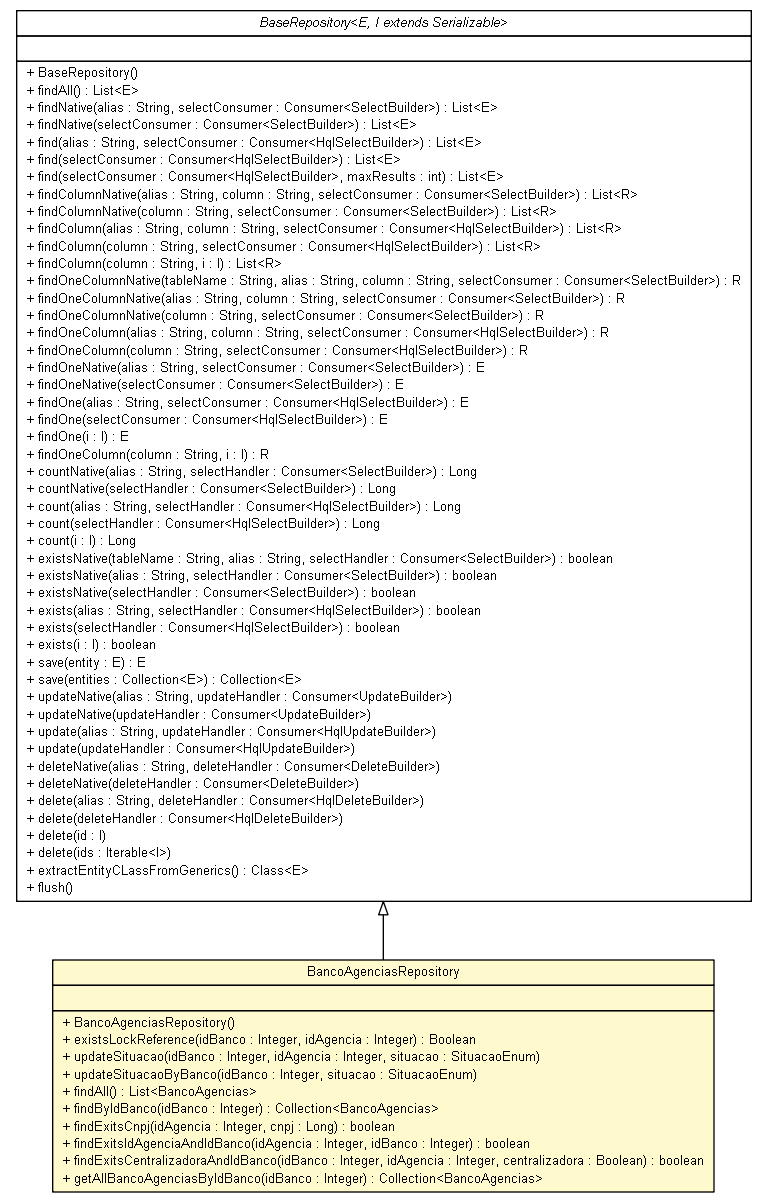 BaseRepository<E, I extends Serializable>
+ BaseRepository()
+ findAll() : List<E>
+ findNative(alias : String, selectConsumer : Consumer<SelectBuilder>) : List<E>
+ findNative(selectConsumer : Consumer<SelectBuilder>) : List<E>
+ find(alias : String, selectConsumer : Consumer<HqlSelectBuilder>) : List<E>
+ find(selectConsumer : Consumer<HqlSelectBuilder>) : List<E>
+ find(selectConsumer : Consumer<HqlSelectBuilder>, maxResults : int) : List<E>
+ findColumnNative(alias : String, column : String, selectConsumer : Consumer<SelectBuilder>) : List<R>
+ findColumnNative(column : String, selectConsumer : Consumer<SelectBuilder>) : List<R>
+ findColumn(alias : String, column : String, selectConsumer : Consumer<HqlSelectBuilder>) : List<R>
+ findColumn(column : String, selectConsumer : Consumer<HqlSelectBuilder>) : List<R>
+ findColumn(column : String, i : I) : List<R>
+ findOneColumnNative(tableName : String, alias : String, column : String, selectConsumer : Consumer<SelectBuilder>) : R
+ findOneColumnNative(alias : String, column : String, selectConsumer : Consumer<SelectBuilder>) : R
+ findOneColumnNative(column : String, selectConsumer : Consumer<SelectBuilder>) : R
+ findOneColumn(alias : String, column : String, selectConsumer : Consumer<HqlSelectBuilder>) : R
+ findOneColumn(column : String, selectConsumer : Consumer<HqlSelectBuilder>) : R
+ findOneNative(alias : String, selectConsumer : Consumer<SelectBuilder>) : E
+ findOneNative(selectConsumer : Consumer<SelectBuilder>) : E
+ findOne(alias : String, selectConsumer : Consumer<HqlSelectBuilder>) : E
+ findOne(selectConsumer : Consumer<HqlSelectBuilder>) : E
+ findOne(i : I) : E
+ findOneColumn(column : String, i : I) : R
+ countNative(alias : String, selectHandler : Consumer<SelectBuilder>) : Long
+ countNative(selectHandler : Consumer<SelectBuilder>) : Long
+ count(alias : String, selectHandler : Consumer<HqlSelectBuilder>) : Long
+ count(selectHandler : Consumer<HqlSelectBuilder>) : Long
+ count(i : I) : Long
+ existsNative(tableName : String, alias : String, selectHandler : Consumer<SelectBuilder>) : boolean
+ existsNative(alias : String, selectHandler : Consumer<SelectBuilder>) : boolean
+ existsNative(selectHandler : Consumer<SelectBuilder>) : boolean
+ exists(alias : String, selectHandler : Consumer<HqlSelectBuilder>) : boolean
+ exists(selectHandler : Consumer<HqlSelectBuilder>) : boolean
+ exists(i : I) : boolean
+ save(entity : E) : E
+ save(entities : Collection<E>) : Collection<E>
+ updateNative(alias : String, updateHandler : Consumer<UpdateBuilder>)
+ updateNative(updateHandler : Consumer<UpdateBuilder>)
+ update(alias : String, updateHandler : Consumer<HqlUpdateBuilder>)
+ update(updateHandler : Consumer<HqlUpdateBuilder>)
+ deleteNative(alias : String, deleteHandler : Consumer<DeleteBuilder>)
+ deleteNative(deleteHandler : Consumer<DeleteBuilder>)
+ delete(alias : String, deleteHandler : Consumer<HqlDeleteBuilder>)
+ delete(deleteHandler : Consumer<HqlDeleteBuilder>)
+ delete(id : I)
+ delete(ids : Iterable<I>)
+ extractEntityCLassFromGenerics() : Class<E>
+ flush()
BancoAgenciasRepository
+ BancoAgenciasRepository()
+ existsLockReference(idBanco : Integer, idAgencia : Integer) : Boolean
+ updateSituacao(idBanco : Integer, idAgencia : Integer, situacao : SituacaoEnum)
+ updateSituacaoByBanco(idBanco : Integer, situacao : SituacaoEnum)
+ findAll() : List<BancoAgencias>
+ findByIdBanco(idBanco : Integer) : Collection<BancoAgencias>
+ findExitsCnpj(idAgencia : Integer, cnpj : Long) : boolean
+ findExitsIdAgenciaAndIdBanco(idAgencia : Integer, idBanco : Integer) : boolean
+ findExitsCentralizadoraAndIdBanco(idBanco : Integer, idAgencia : Integer, centralizadora : Boolean) : boolean
+ getAllBancoAgenciasByIdBanco(idBanco : Integer) : Collection<BancoAgencias>